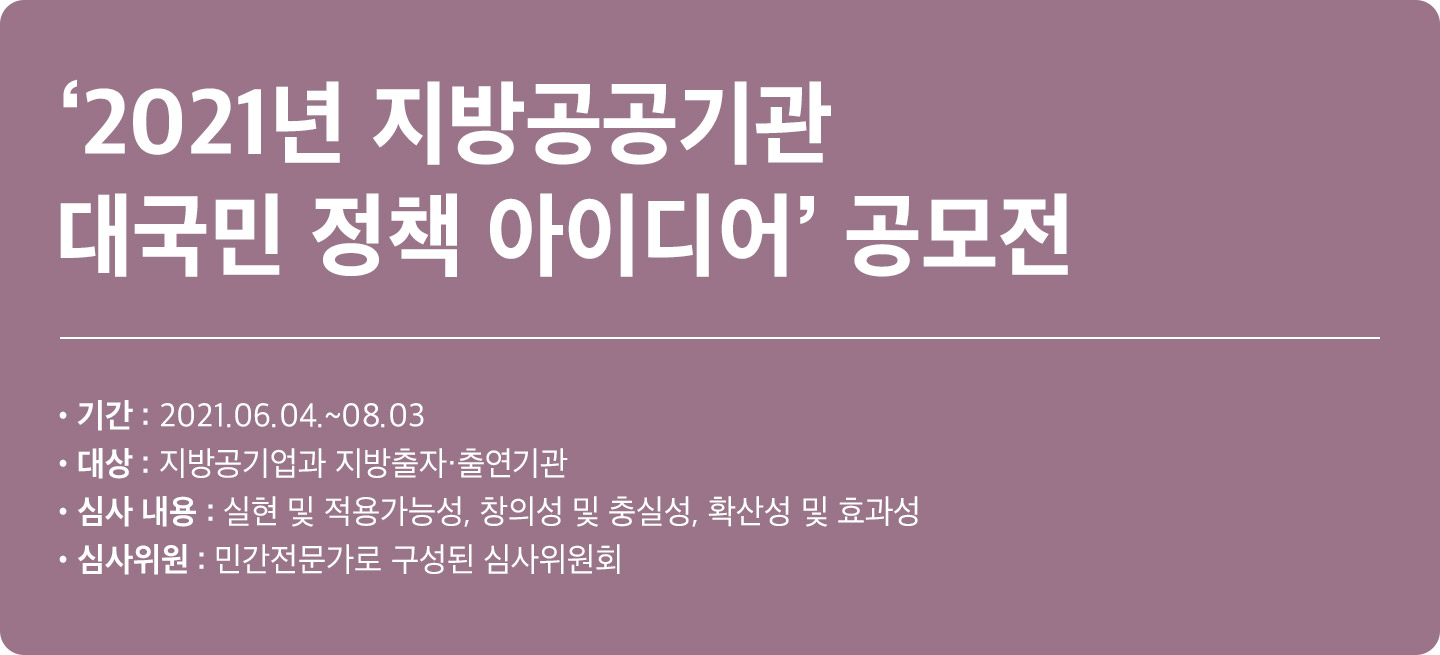 ‘2021년 지방공공기관
대국민 정책 아이디어’ 공모전
• 기간 : 2021.06.04.~08.03
• 대상 : 지방공기업과 지방출자·출연기관
• 심사 내용 : 실현 및 적용가능성, 창의성 및 충실성, 확산성 및 효과성
• 심사위원 : 민간전문가로 구성된 심사위원회